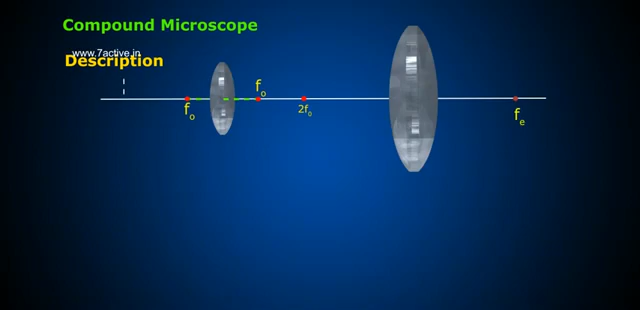 Compound Microscope
www.7active.in
Description
fo
fo
2fo
fe